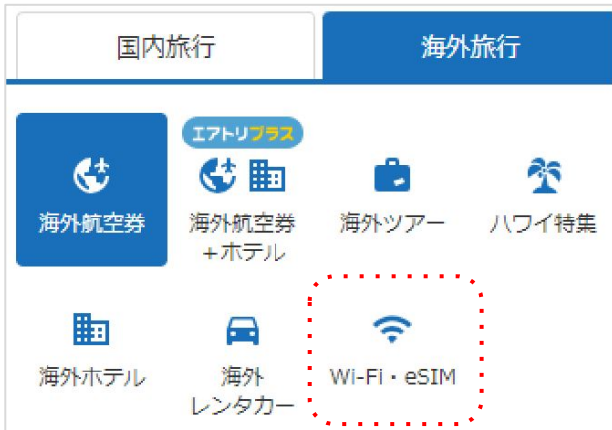 国内旅行
海外旅行
エアトリプラス
海外航空券
海外航空券
+ホテル
海外ツアー
ハワイ特集
海外ホテル
海外
レンタカー
Wi-Fi・eSIM